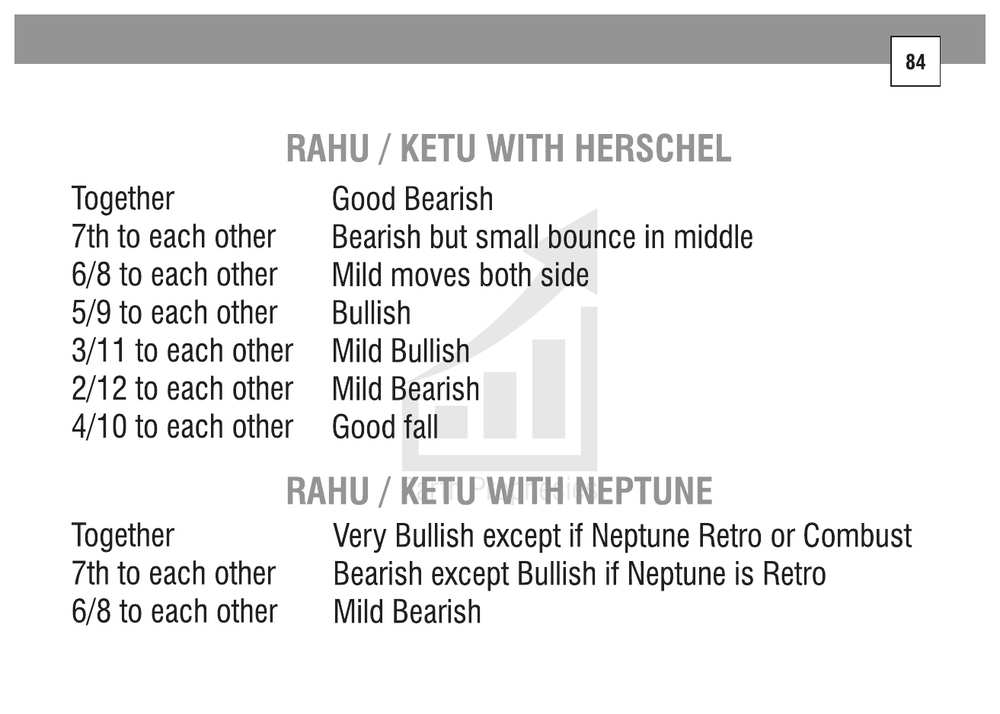 84
RAHU / KETU WITH HERSCHEL
Together Good Bearish
7th to each other Bearish but small bounce in middle
6/8 to each other Mild moves both side
5/9 to each other Bullish
3/11 to each other Mild Bullish
2/12 to each other Mild Bearish
4/10 to each other Good fall
RAHU / KETU WITH NEPTUNE
Together Very Bullish except if Neptune Retro or Combust
7th to each other Bearish except Bullish if Neptune is Retro
6/8 to each other Mild Bearish